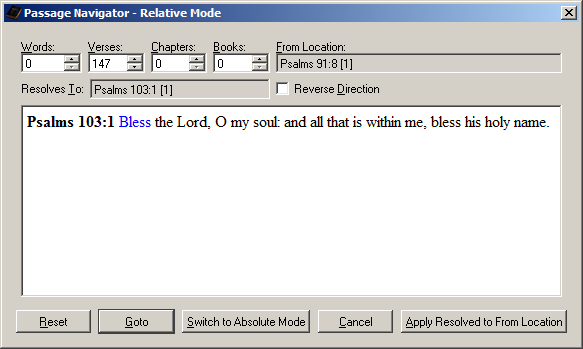 Passage Navigator - Relative Mode
Words: Verses: Chapters: Books: From Location:
0 147 0 0 Psalms 91:8 [1]
Resolves To: Psalms 103:1 [1] Reverse Direction
Psalms 103:1 Bless the Lord, O my soul: and all that is within me, bless his holy name.
Reset Goto Switch to Absolute Mode Cancel Apply Resolved to From Location